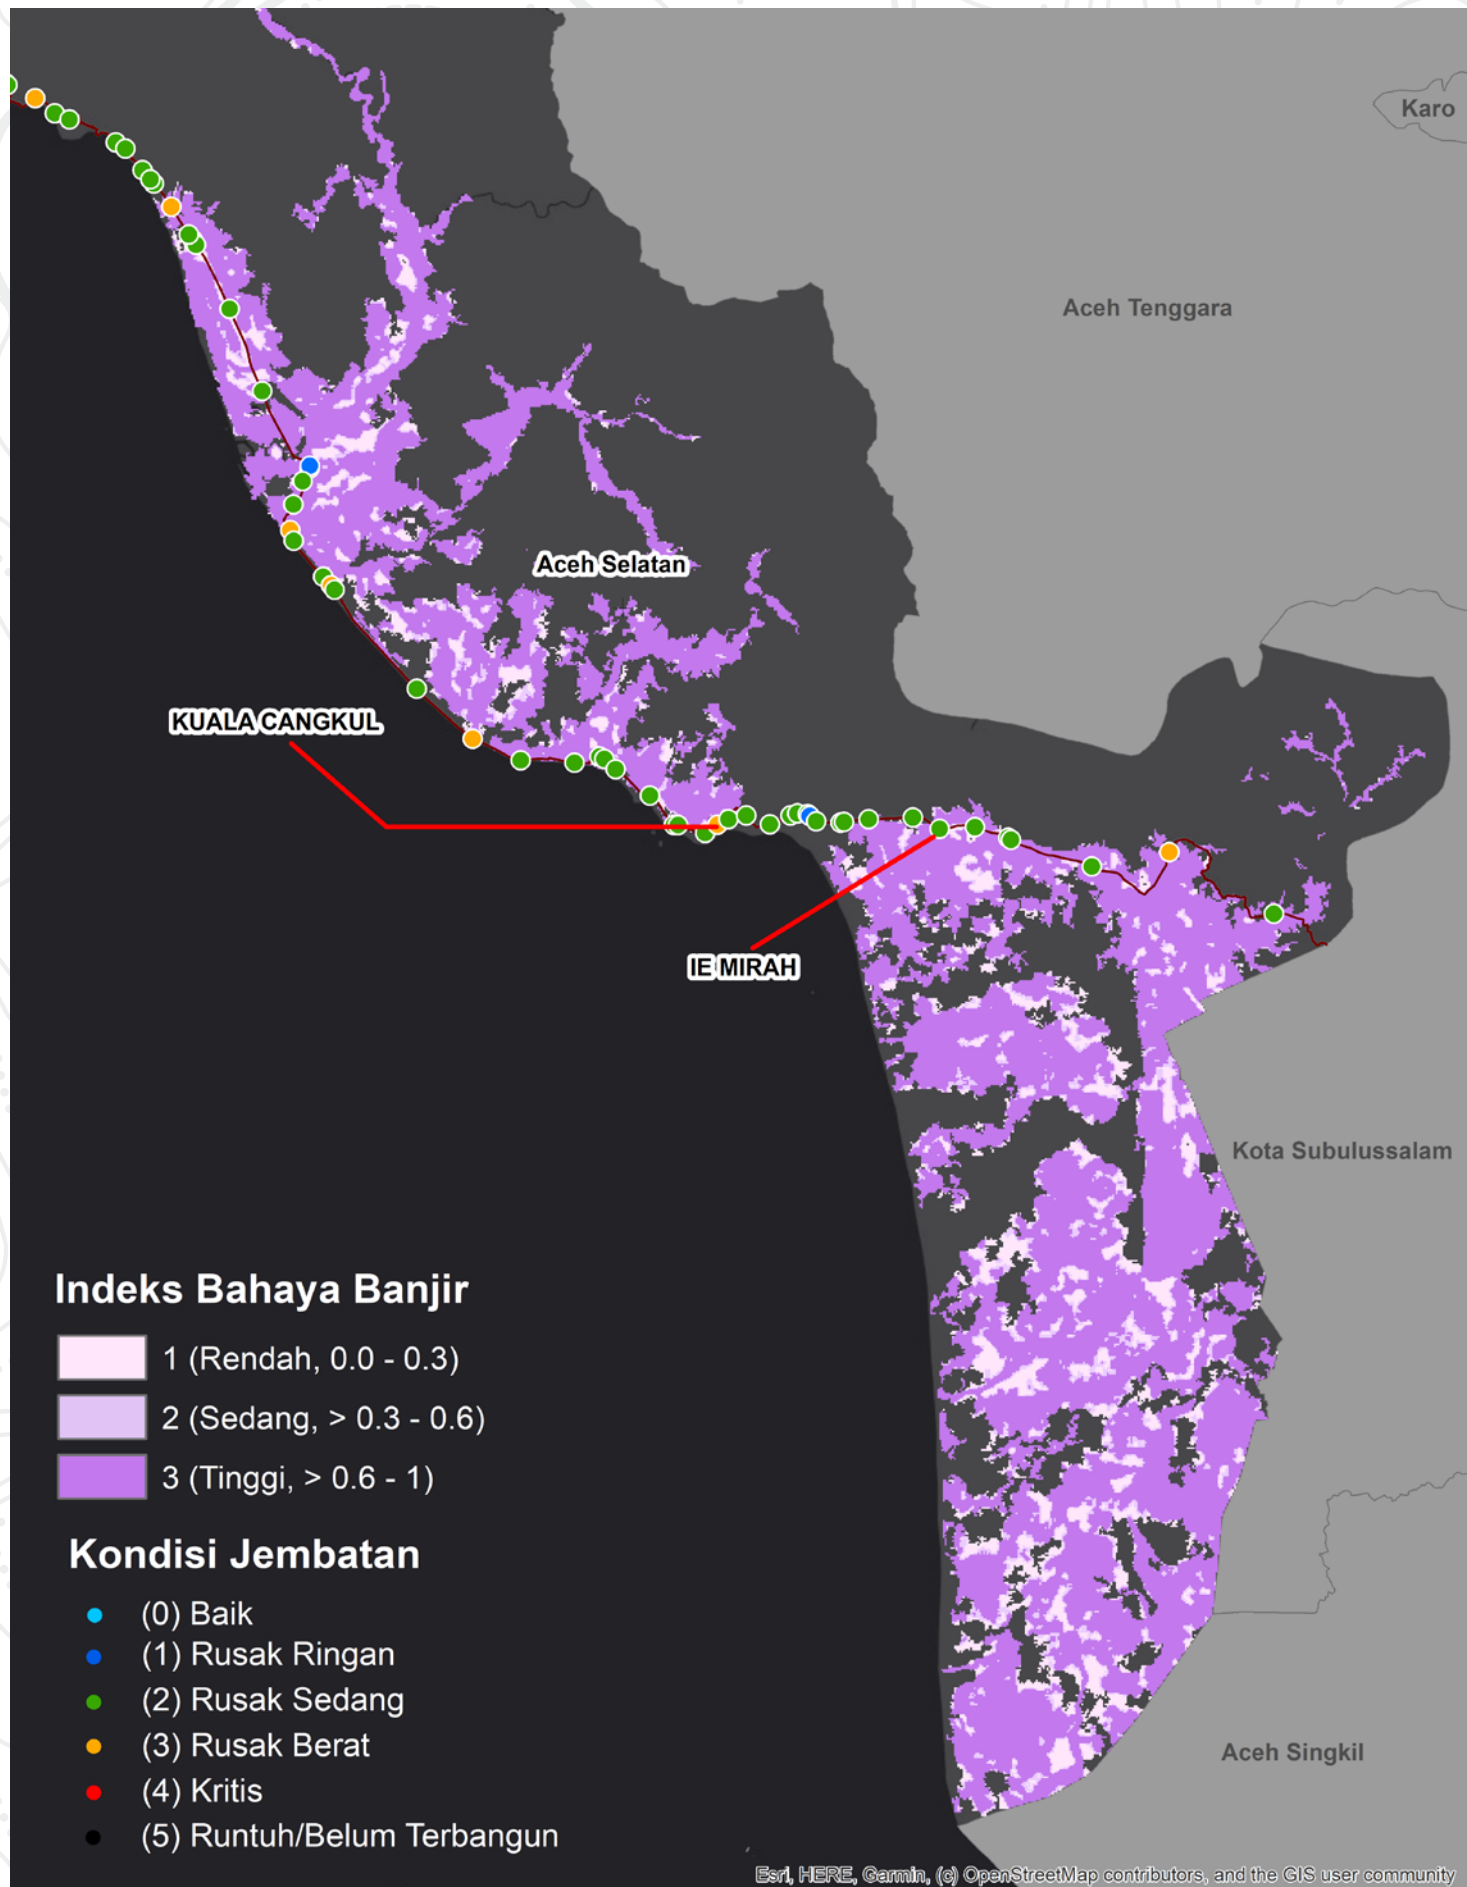 Karo
Aceh Tenggara
Aceh Selatan
KUALA CANGKUL
IE MIRAH
Kota Subulussalam
Indeks Bahaya Banjir
1 (Rendah, 0.0 - 0.3)
2 (Sedang, > 0.3 - 0.6)
3 (Tinggi, > 0.6 - 1)
Kondisi Jembatan
(0) Baik
(1) Rusak Ringan
(2) Rusak Sedang
(3) Rusak Berat
Aceh Singkil
(4) Kritis
(5) Runtuh/Belum Terbangun
Esri, HERE, Garmin, (c) OpenStreetMap contributors, and the GIS user community